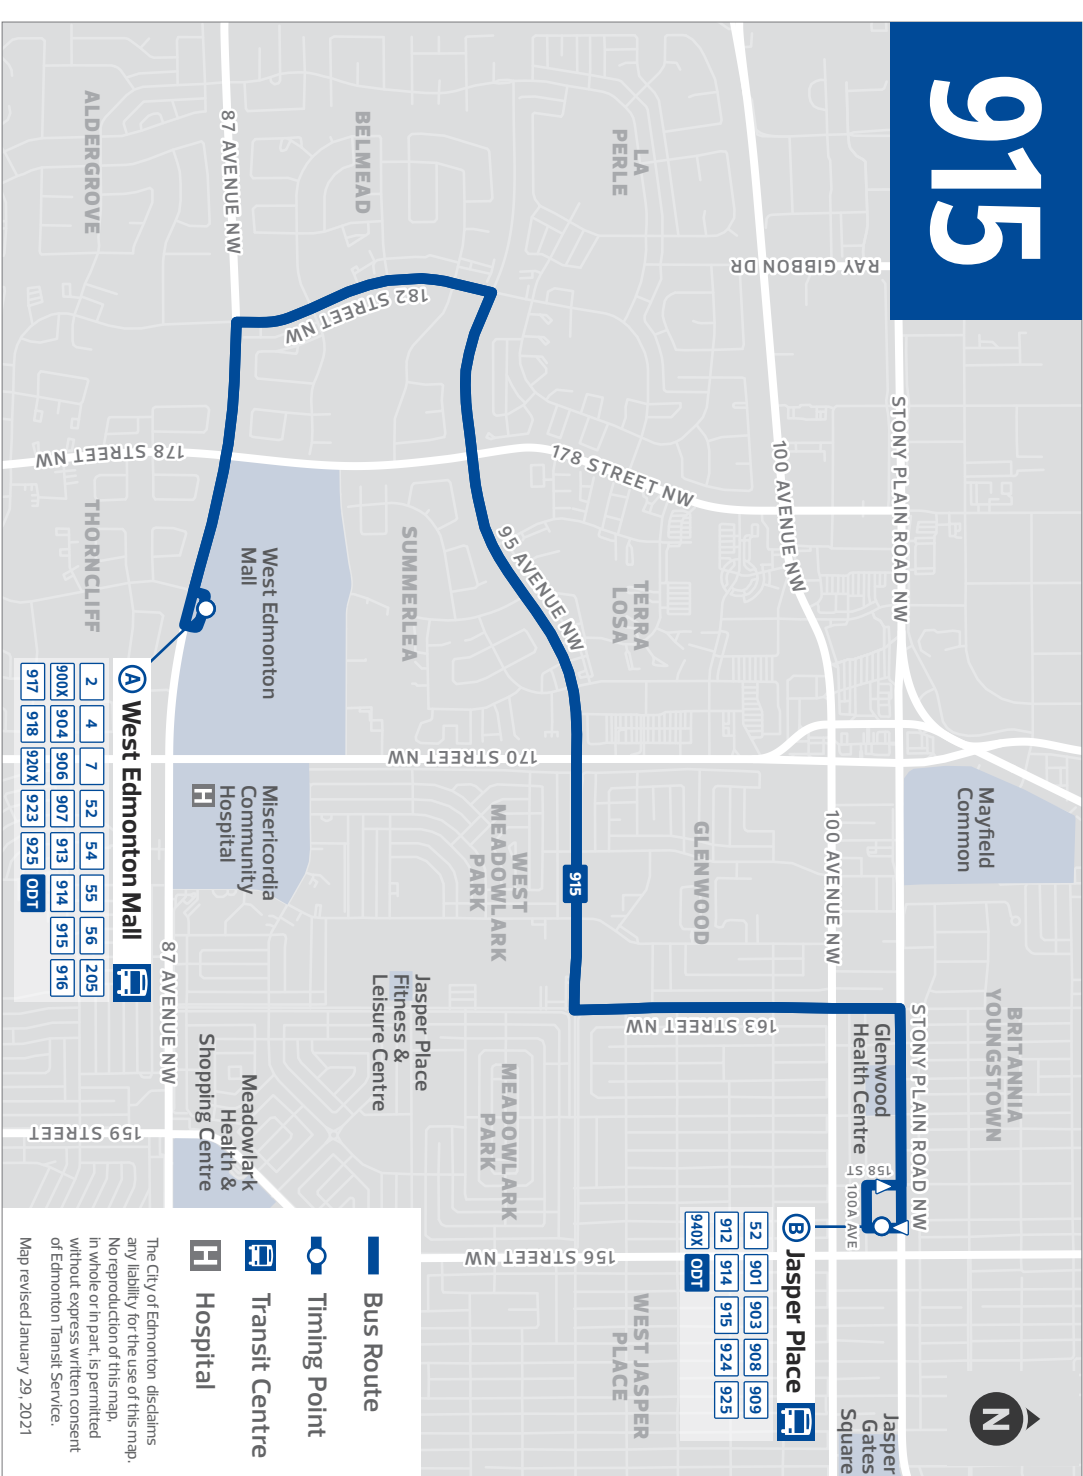 915
RAY GIBBON DR
STONY PLAIN ROAD NW
Mayfield
Common
BRITANNIA
YOUNGSTOWN
STONY PLAIN ROAD NW
Glenwood
Health Centre
158 ST
100A AVE
Jasper
Gates
Square
N
100 AVENUE NW
100 AVENUE NW
B Jasper Place
52
901
903
908
909
912
914
915
924
925
940X
ODT
LA
PERLE
178 STREET NW
TERRA
LOSA
GLENWOOD
163 STREET NW
WEST JASPER
PLACE
95 AVENUE NW
915
170 STREET NW
WEST
MEADOWLARK
PARK
MEADOWLARK
PARK
156 STREET NW
BELMEAD
182 STREET NW
SUMMERLEA
Jasper Place
Fitness &
Leisure Centre
87 AVENUE NW
West Edmonton
Mall
Misericordia
Community
Hospital
H
Meadowlark
Health &
Shopping Centre
178 STREET NW
87 AVENUE NW
159 STREET
ALDERGROVE
THORNCLIFF
A West Edmonton Mall
2
4
7
52
54
55
56
205
900X
904
906
907
913
914
915
916
917
918
920X
923
925
ODT
Bus Route
Timing Point
Transit Centre
H Hospital
The City of Edmonton disclaims
any liability for the use of this map.
No reproduction of this map,
in whole or in part, is permitted
without express written consent
of Edmonton Transit Service.
Map revised January 29, 2021